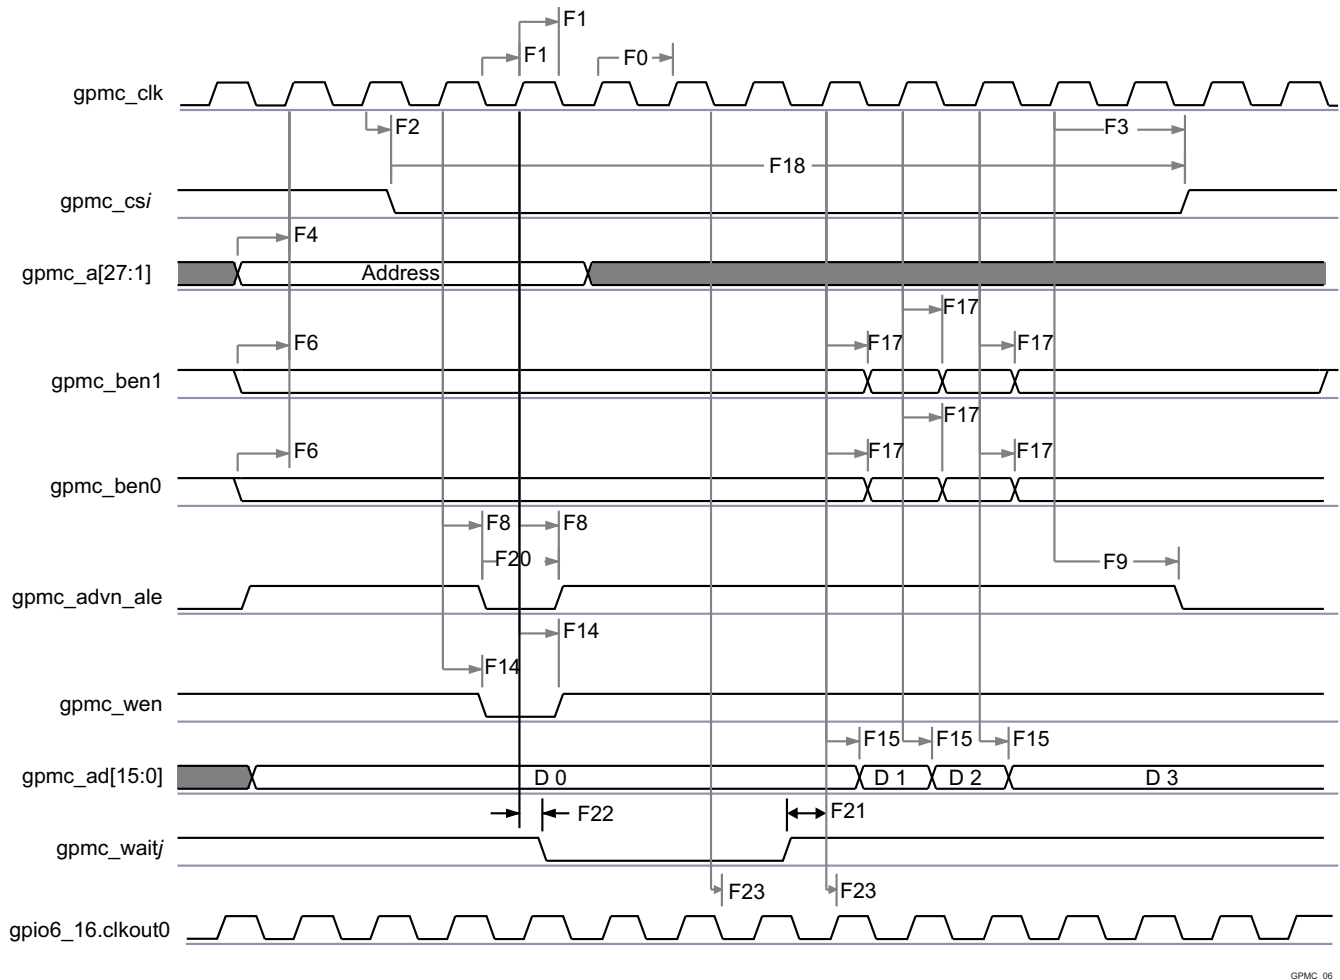 F1
F1
F0
gpmc_clk
F2
F3
F18
gpmc_csi
F4
gpmc_a[27:1]
Address
F17
F6
F17
F17
gpmc_ben1
F17
F6
F17
F17
gpmc_ben0
F8
F8
F20
F9
gpmc_advn_ale
F14
F14
gpmc_wen
F15
F15
F15
gpmc_ad[15:0]
D 0
D 1
D 2
D 3
F22
F21
gpmc_waitj
F23
F23
gpio6_16.clkout0
GPMC_06